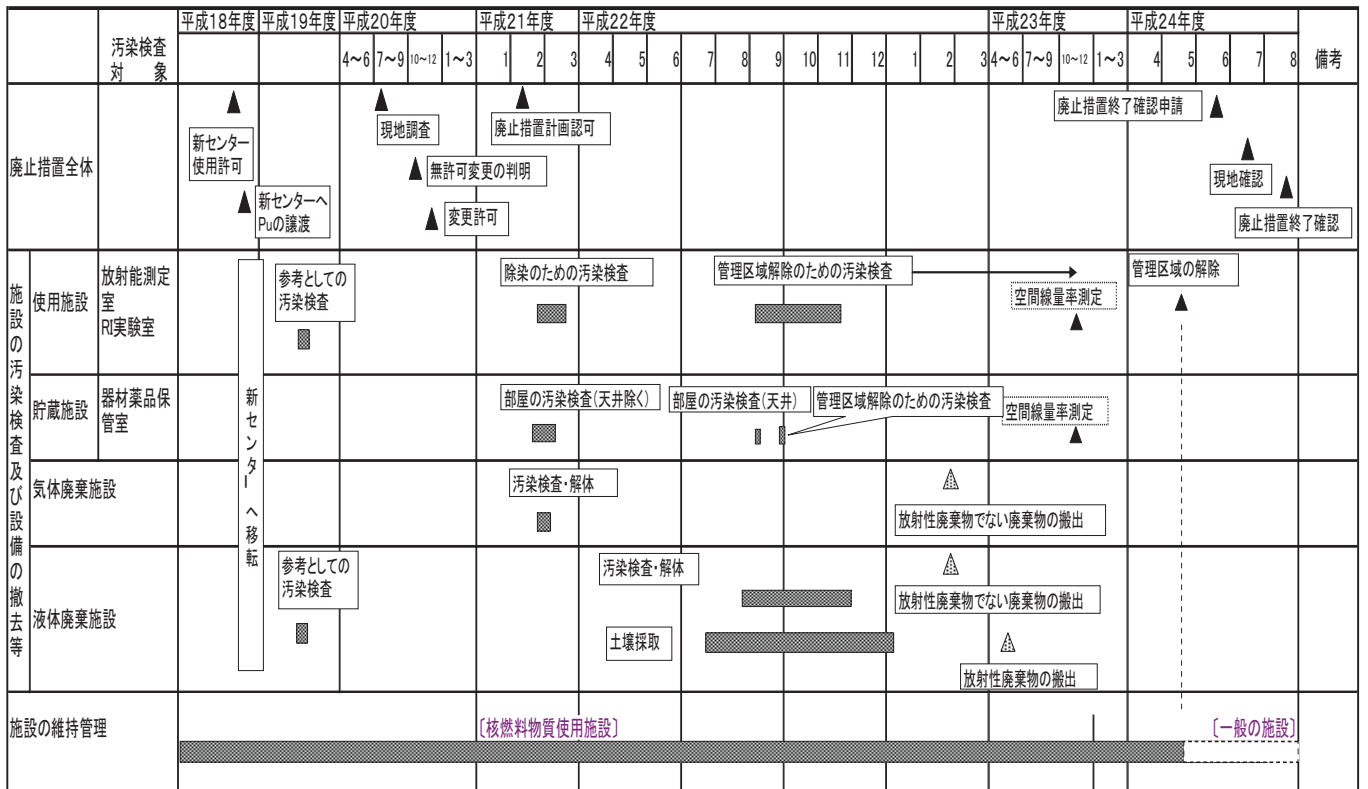 平成18年度 平成19年度 平成20年度 平成21年度 平成22年度 平成23年度 平成24年度
汚染検査
対 象
4～6 7～9 10～12 1～3 1 2 3 4 5 6 7 8 9 10 11 12 1 2 3 4～6 7～9 10～12 1～3 4 5 6 7 8 備考
廃止措置全体
新センター
使用許可
新センターへ
Puの譲渡
現地調査
無許可変更の判明
変更許可
廃止措置計画認可
廃止措置終了確認申請
現地確認
廃止措置終了確認
施設の汚染検査及び設備の撤去等
新センターへ移転
使用施設
放射能測定
室
RI実験室
参考としての
汚染検査
除染のための汚染検査
管理区域解除のための汚染検査
空間線量率測定
管理区域の解除
貯蔵施設
器材薬品保
管室
部屋の汚染検査(天井除く)
部屋の汚染検査(天井)
管理区域解除のための汚染検査
空間線量率測定
気体廃棄施設
汚染検査・解体
放射性廃棄物でない廃棄物の搬出
液体廃棄施設
参考としての
汚染検査
汚染検査・解体
放射性廃棄物でない廃棄物の搬出
土壌採取
放射性廃棄物の搬出
施設の維持管理
〔核燃料物質使用施設〕
〔一般の施設〕